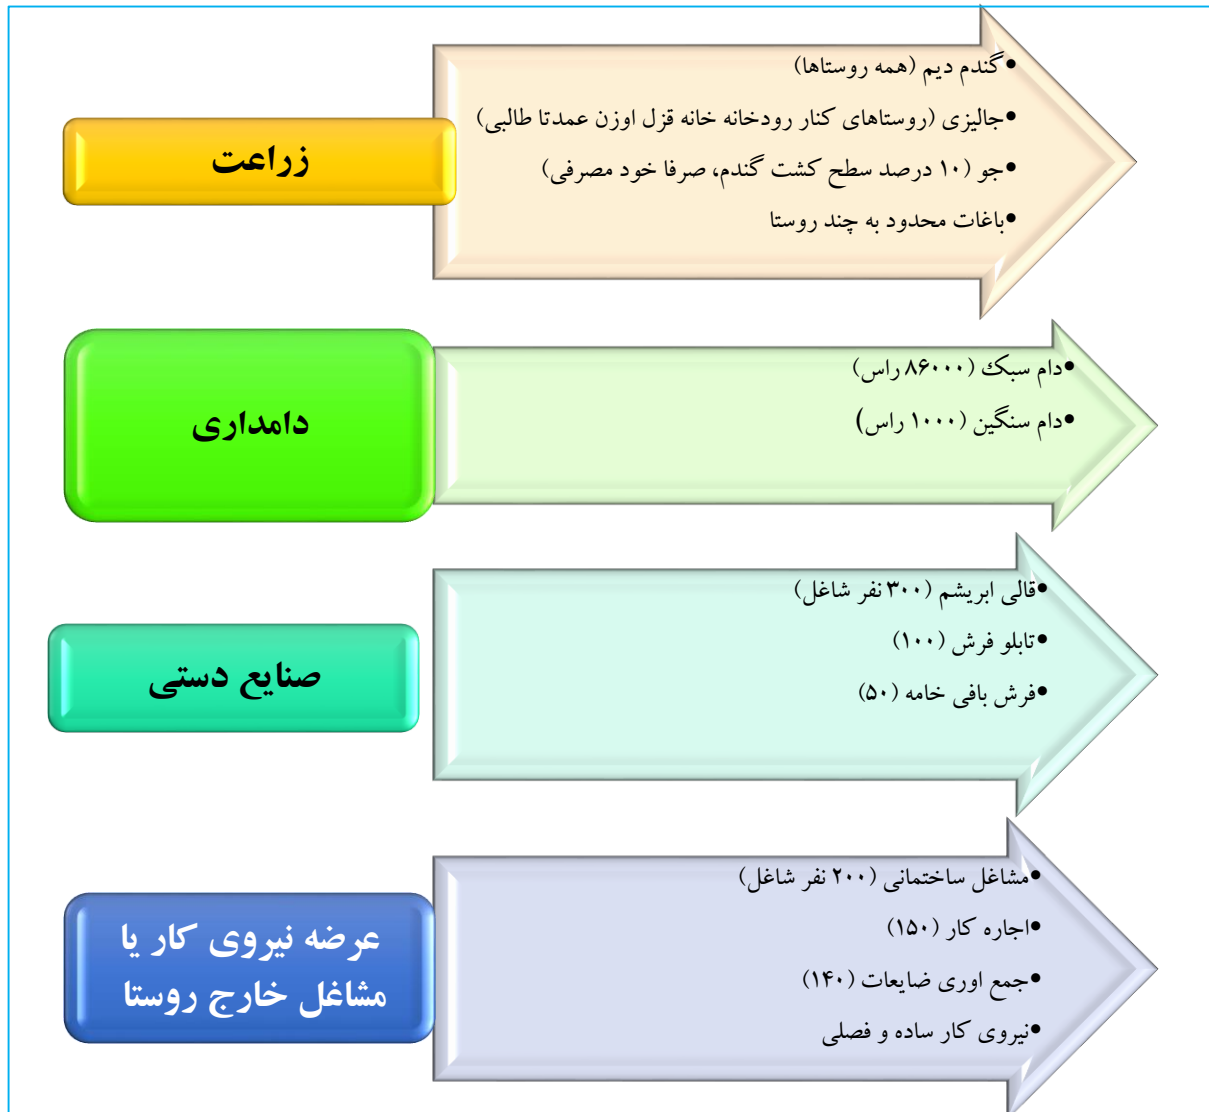 زراعت
•گندم دیم (همه روستاها)
•جالیزی (روستاهای کنار رودخانه خانه قزل اوزن عمدتا طالبی)
•جو (۱۰ درصد سطح کشت گندم، صرفا خود مصرفی)
•باغات محدود به چند روستا
دامداری
•دام سبک (۸۶۰۰۰ راس)
•دام سنگین (۱۰۰۰ راس)
صنایع دستی
•قالی ابریشم (۳۰۰ نفر شاغل)
•تابلو فرش (۱۰۰)
•فرش بافی خامه (۵۰)
عرضه نیروی کار یا
مشاغل خارج روستا
•مشاغل ساختمانی (۲۰۰ نفر شاغل)
•اجاره کار (۱۵۰)
•جمع اوری ضایعات (۱۴۰)
•نیروی کار ساده و فصلی